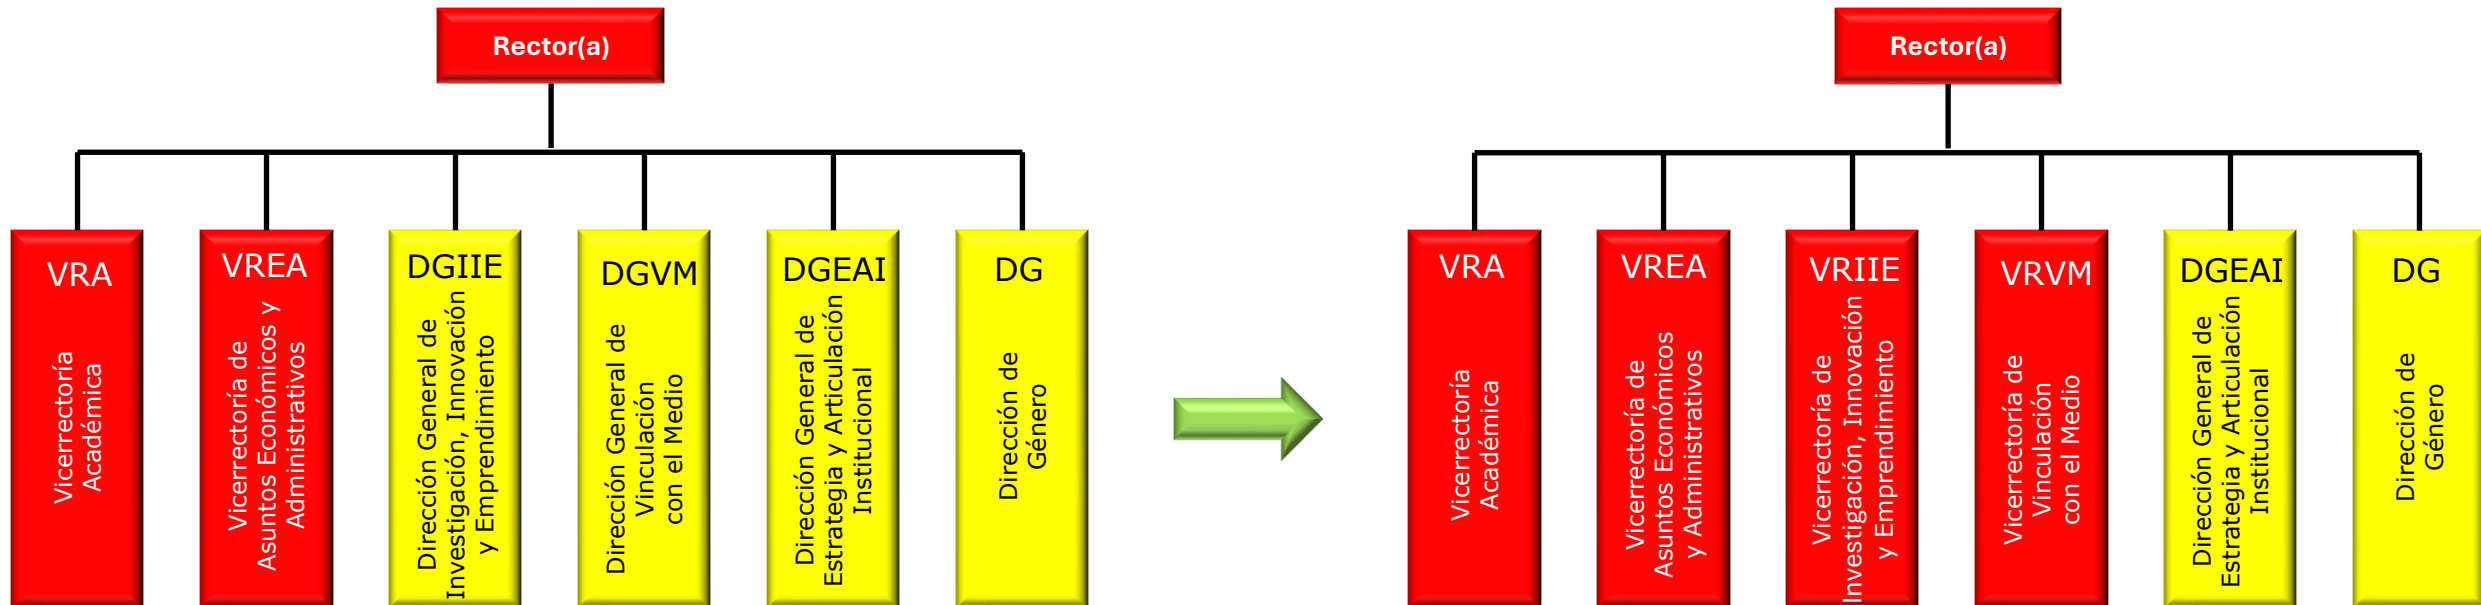 Rector(a)
VRA
Vicerrectoría
Académica
VREA
Vicerrectoría de
Asuntos Económicos y
Administrativos
DGIIE
Dirección General de
Investigación, Innovación
y Emprendimiento
DGVM
Dirección General de
Vinculación
con el Medio
DGEAI
Dirección General de
Estrategia y Articulación
Institucional
DG
Dirección de
Género
Rector(a)
VRA
Vicerrectoría
Académica
VREA
Vicerrectoría de
Asuntos Económicos
y Administrativos
VRIIE
Vicerrectoría de
Investigación, Innovación
y Emprendimiento
VRVM
Vicerrectoría de
Vinculación
con el Medio
DGEAI
Dirección General de
Estrategia y Articulación
Institucional
DG
Dirección de
Género